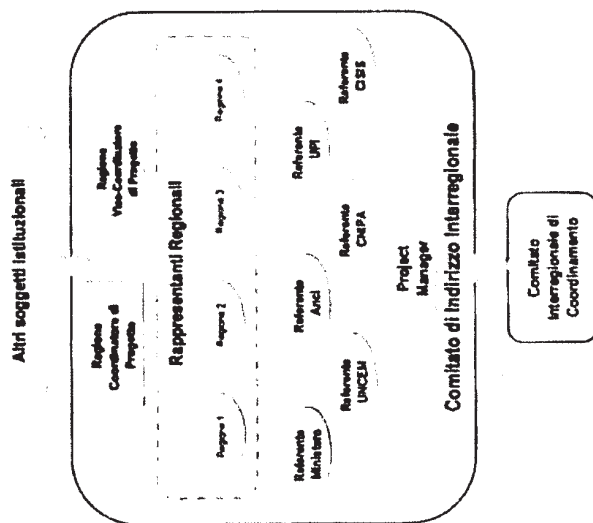 Altri soggetti istituzionali
Regione
Coordinatore di
Progetto
Regione
Vice-Coordinatore
di Progetto
Rappresentanti Regionali
Regione 1
Regione 2
Regione 3
Regione 4
Referente
Ministero
Referente
Anci
Referente
UPI
Referente
UNCEM
Referente
CNIPA
Referente
CISIS
Project
Manager
Comitato di Indirizzo Interregionale
Comitato
Interregionale di
Coordinamento